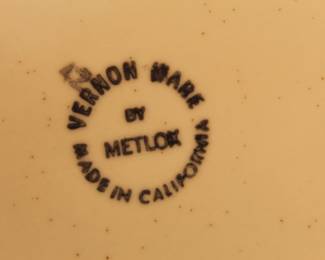 VERNON WARE
BY
METLOX
MADE IN CALIFORNIA